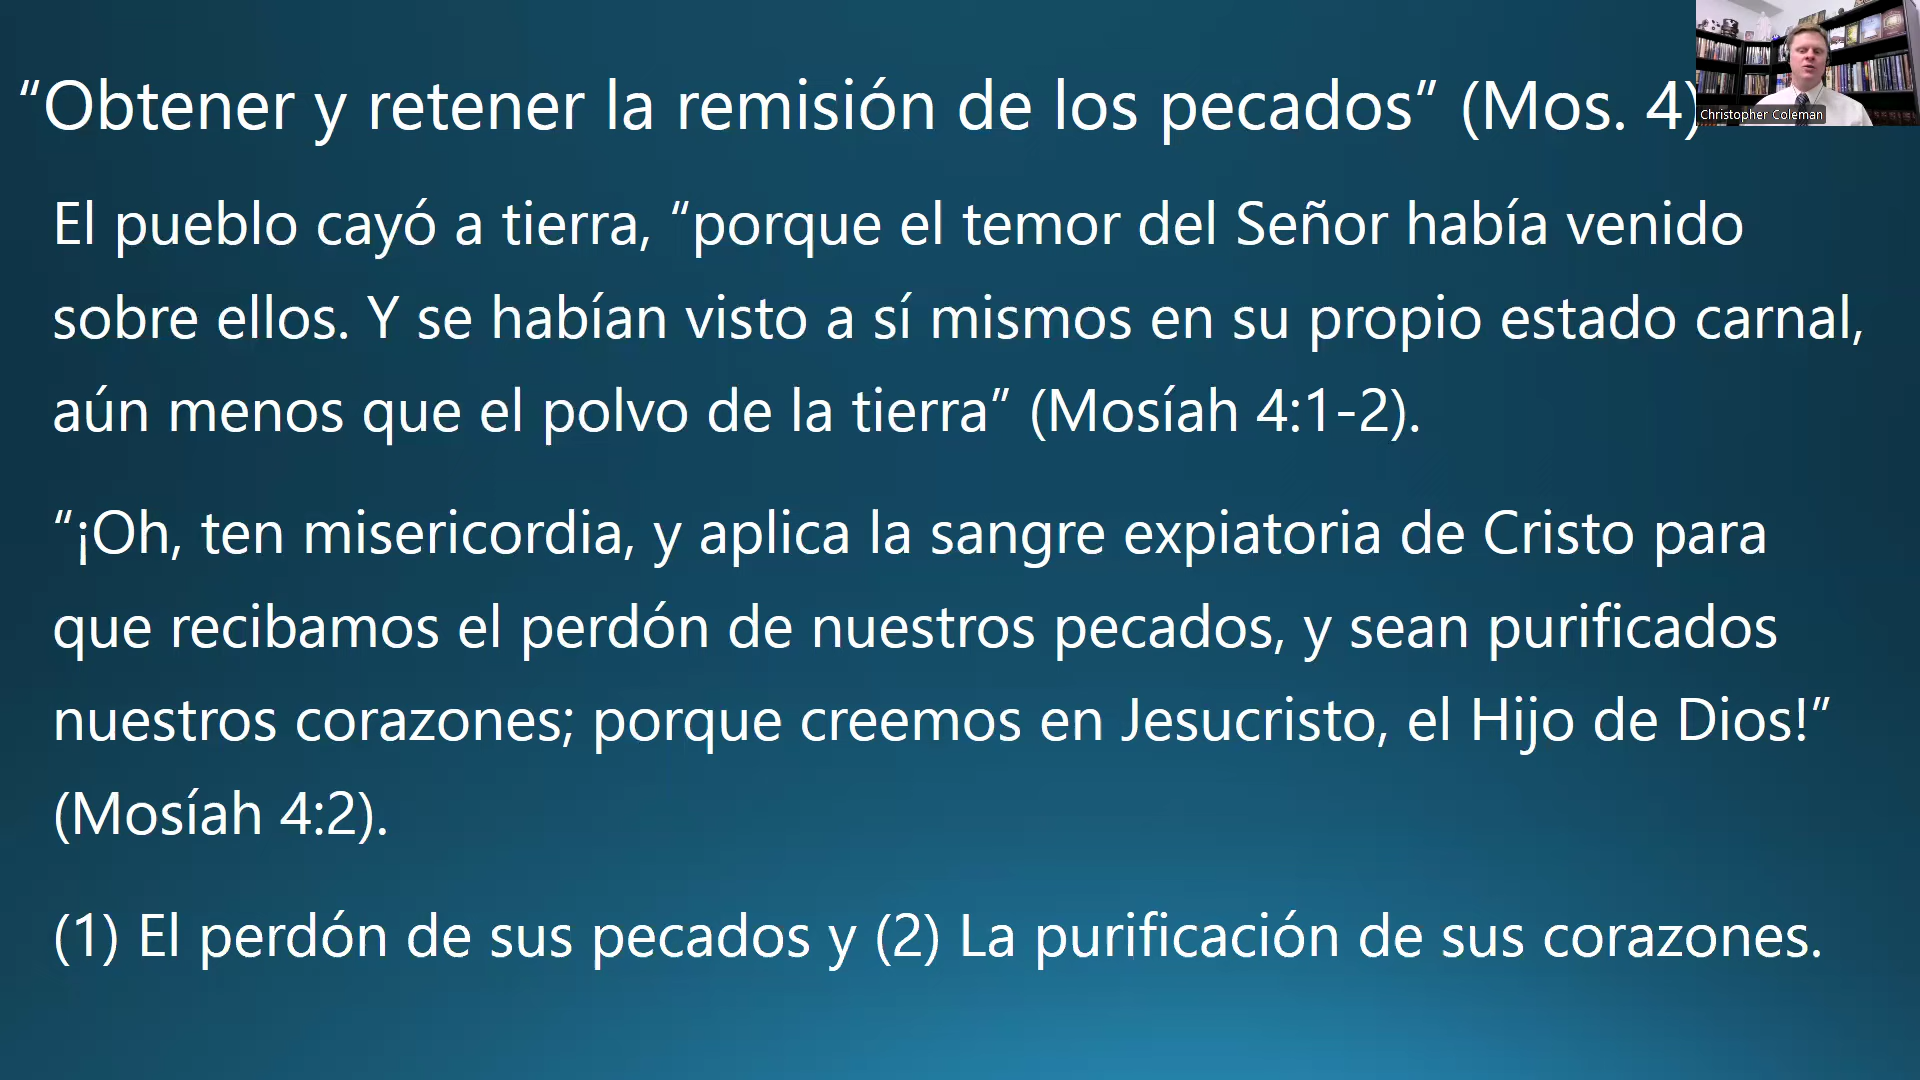 “Obtener y retener la remisión de los pecados” (Mos. 4)
Christopher Coleman
El pueblo cayó a tierra, “porque el temor del Señor había venido
sobre ellos. Y se habían visto a sí mismos en su propio estado carnal,
aún menos que el polvo de la tierra” (Mosíah 4:1-2).
“¡Oh, ten misericordia, y aplica la sangre expiatoria de Cristo para
que recibamos el perdón de nuestros pecados, y sean purificados
nuestros corazones; porque creemos en Jesucristo, el Hijo de Dios!”
(Mosíah 4:2).
(1) El perdón de sus pecados y (2) La purificación de sus corazones.